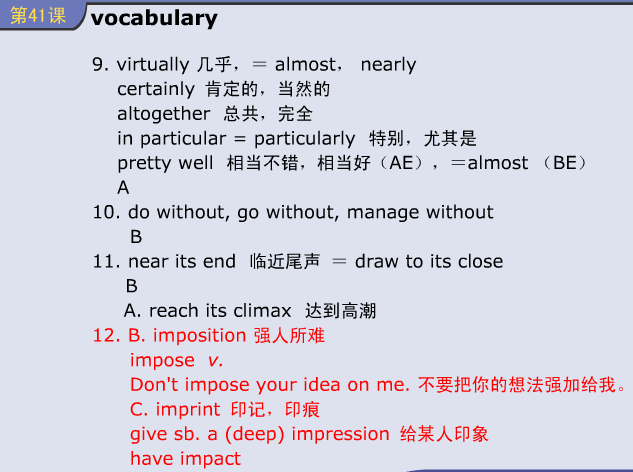 第41课
vocabulary
9. virtually 几乎，= almost， nearly
certainly 肯定的，当然的
altogether 总共，完全
in particular = particularly 特别，尤其是
pretty well 相当不错，相当好（AE），=almost （BE）
A
10. do without, go without, manage without
B
11. near its end 临近尾声 = draw to its close
B
A. reach its climax 达到高潮
12. B. imposition 强人所难
impose v.
Don't impose your idea on me. 不要把你的想法强加给我。
C. imprint 印记，印痕
give sb. a (deep) impression 给某人印象
have impact